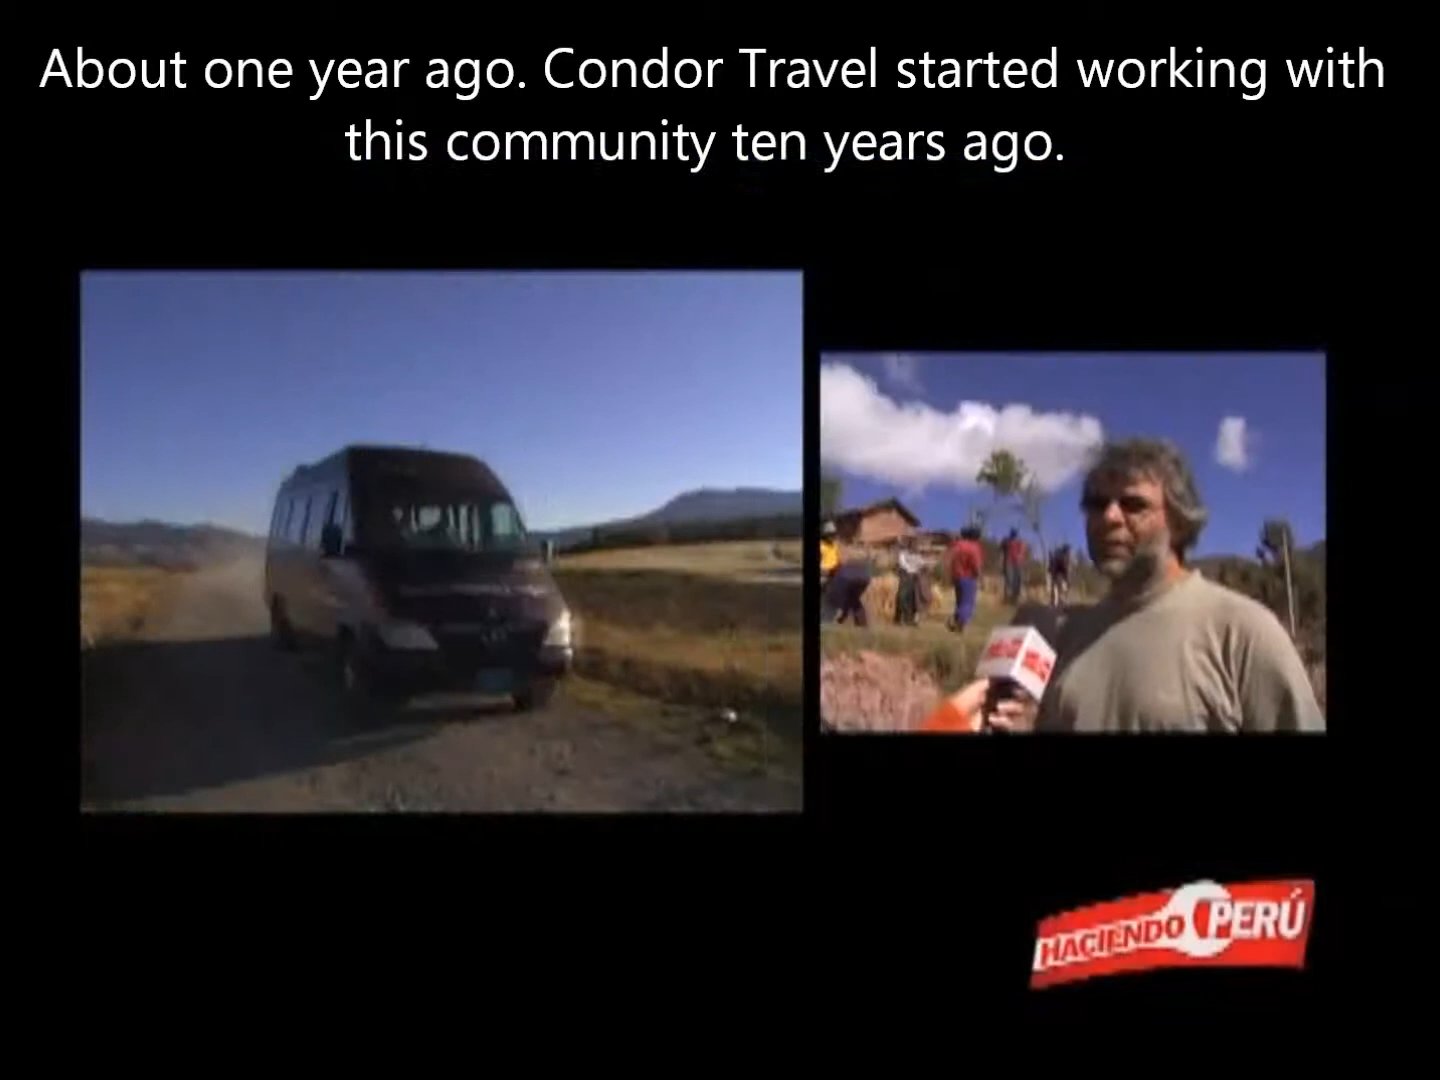 About one year ago. Condor Travel started working with
this community ten years ago.
HACIENDO PERÚ